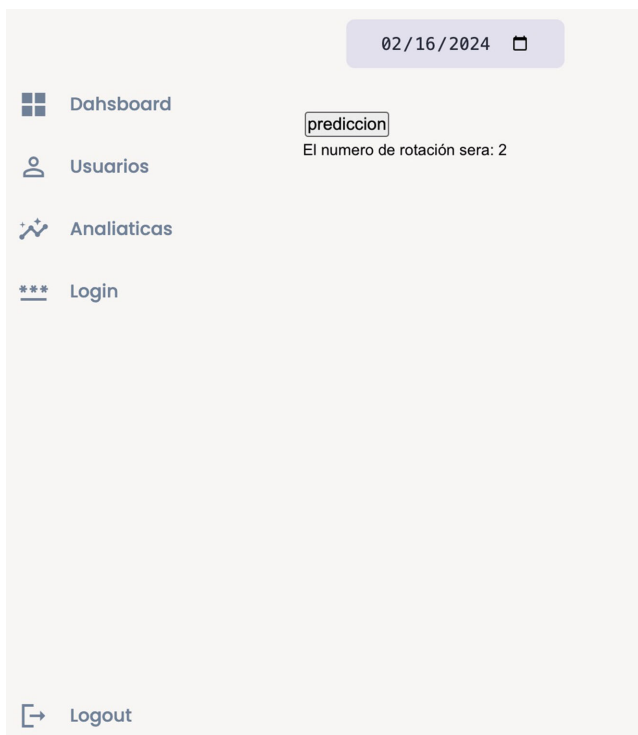 02/16/2024
Dahsboard
prediccion
El numero de rotación sera: 2
Usuarios
Analiaticas
*** Login
Logout